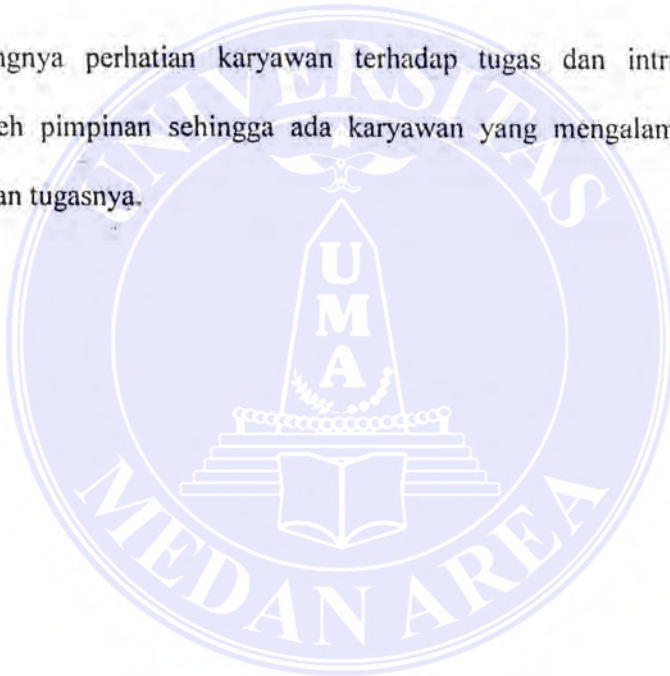 ngnya perhatian karyawan terhadap tugas dan intr
eh pimpinan sehingga ada karyawan yang mengalam
an tugasnya.
UNIVERSITAS
UMA
MEDAN AREA